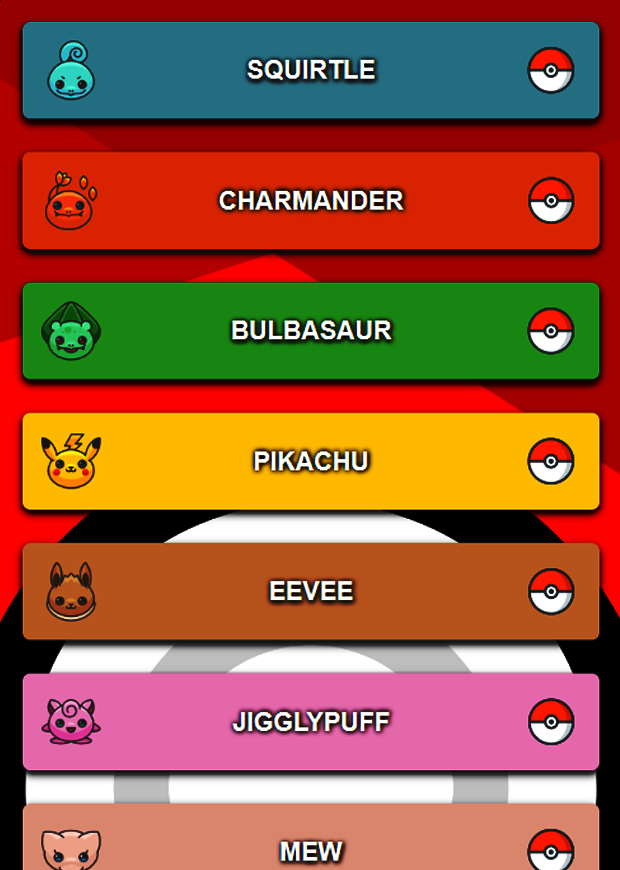 SQUIRTLE
CHARMANDER
BULBASAUR
PIKACHU
EEVEE
JIGGLYPUFF
MEW